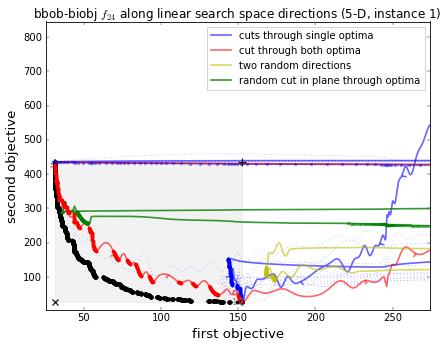 bbob-biobj f24 along linear search space directions (5-D, instance 1)
cuts through single optima
cut through both optima
two random directions
random cut in plane through optima
800
700
600
500
400
300
200
100
second objective
50
100
150
200
250
first objective